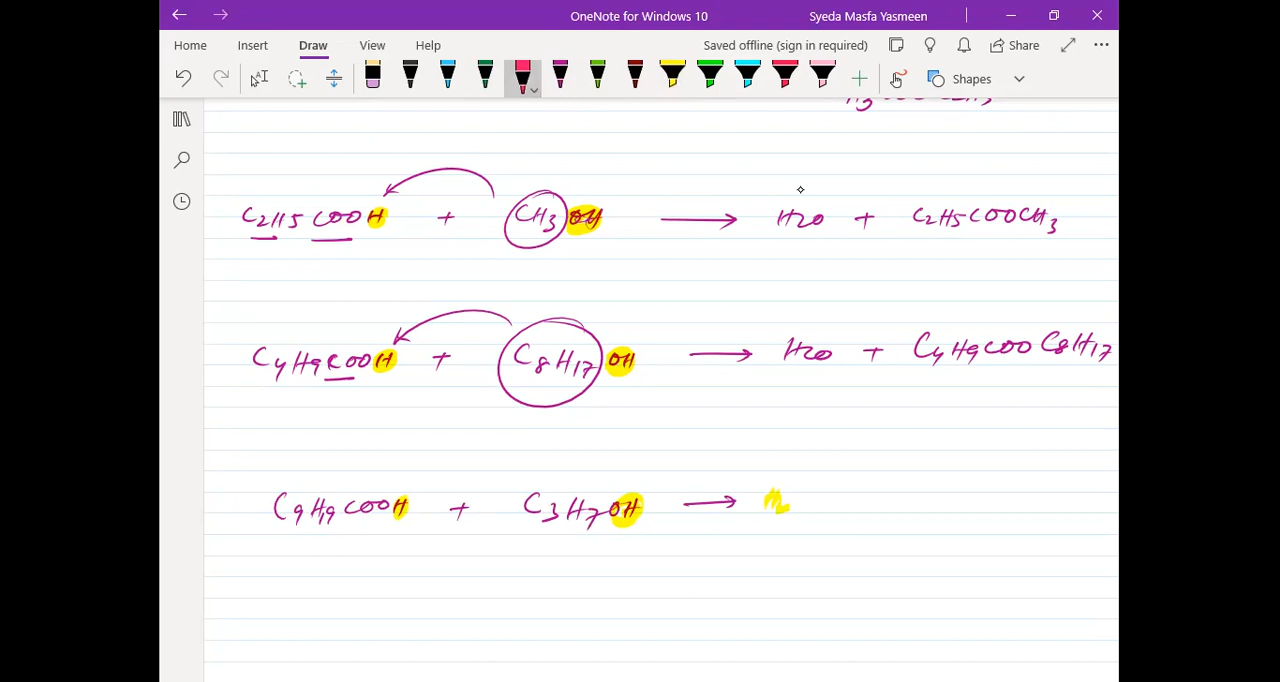 OneNote for Windows 10
Syeda Masfa Yasmeen
Home Insert Draw View Help
Saved offline (sign in required) Share
Shapes
C2H5COOH + CH3OH → H2O + C2H5COOCH3
C4H9COOH + C8H17OH → H2O + C4H9COOC8H17
C9H9COOH + C3H7OH →